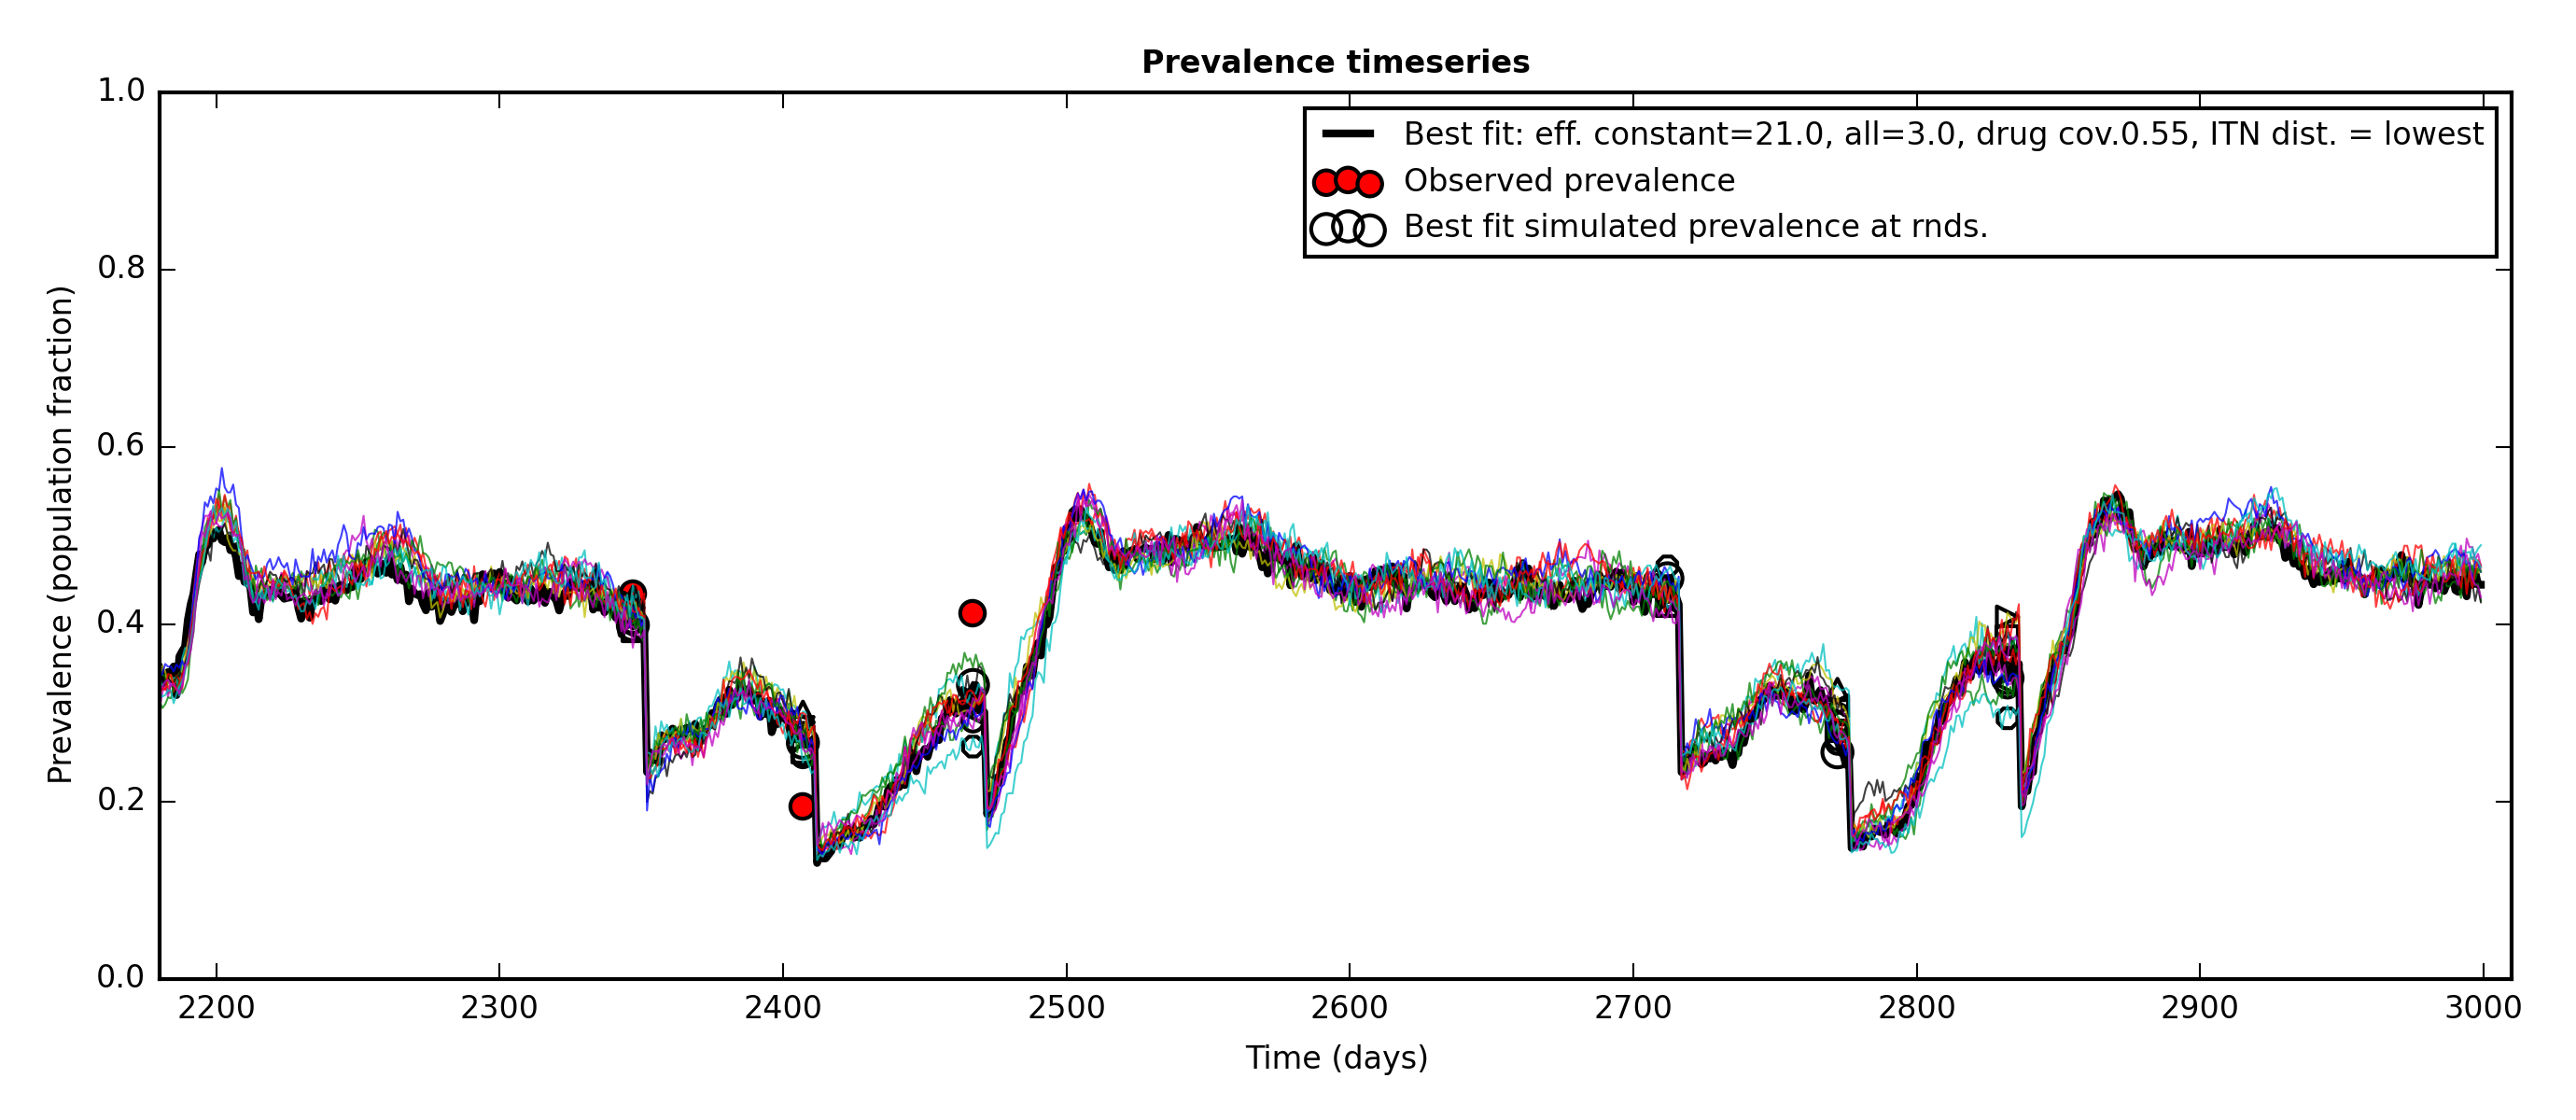 Prevalence timeseries
Best fit: eff. constant=21.0, all=3.0, drug cov.0.55, ITN dist. = lowest
Observed prevalence
Best fit simulated prevalence at rnds.
Prevalence (population fraction)
1.0
0.8
0.6
0.4
0.2
0.0
2200 2300 2400 2500 2600 2700 2800 2900 3000
Time (days)